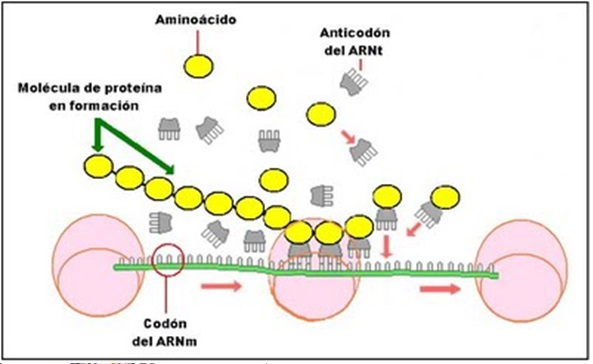 Aminoácido
Anticodón
del ARNt
Molécula de proteína
en formación
Codón
del ARNm